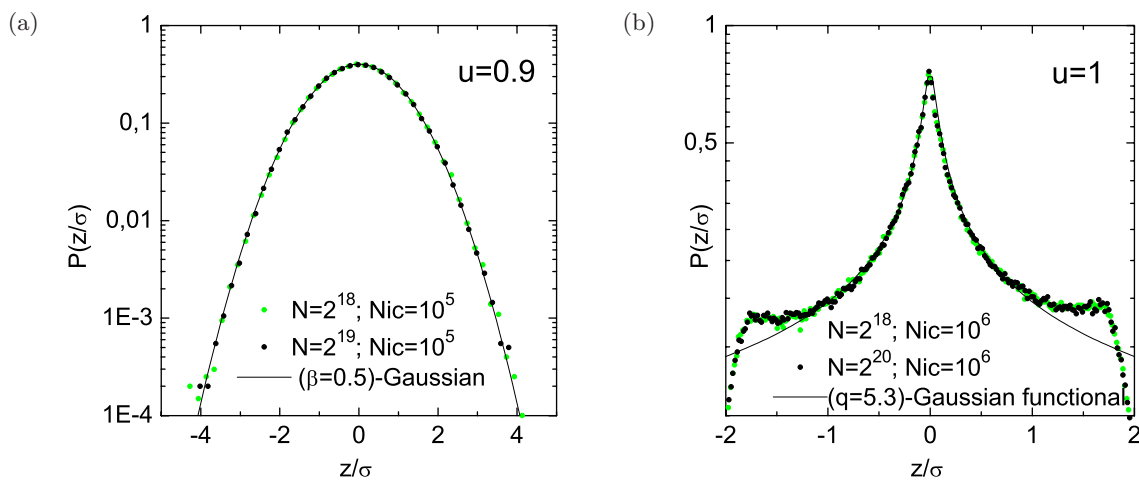 (a)
1
0,1
0,01
1E-3
1E-4
P(z/σ)
u=0.9
N=2^18; Nic=10^5
N=2^19; Nic=10^5
(β=0.5)-Gaussian
-4 -2 0 2 4
z/σ
(b)
1
0,5
P(z/σ)
u=1
N=2^18; Nic=10^6
N=2^20; Nic=10^6
(q=5.3)-Gaussian functional
-2 -1 0 1 2
z/σ